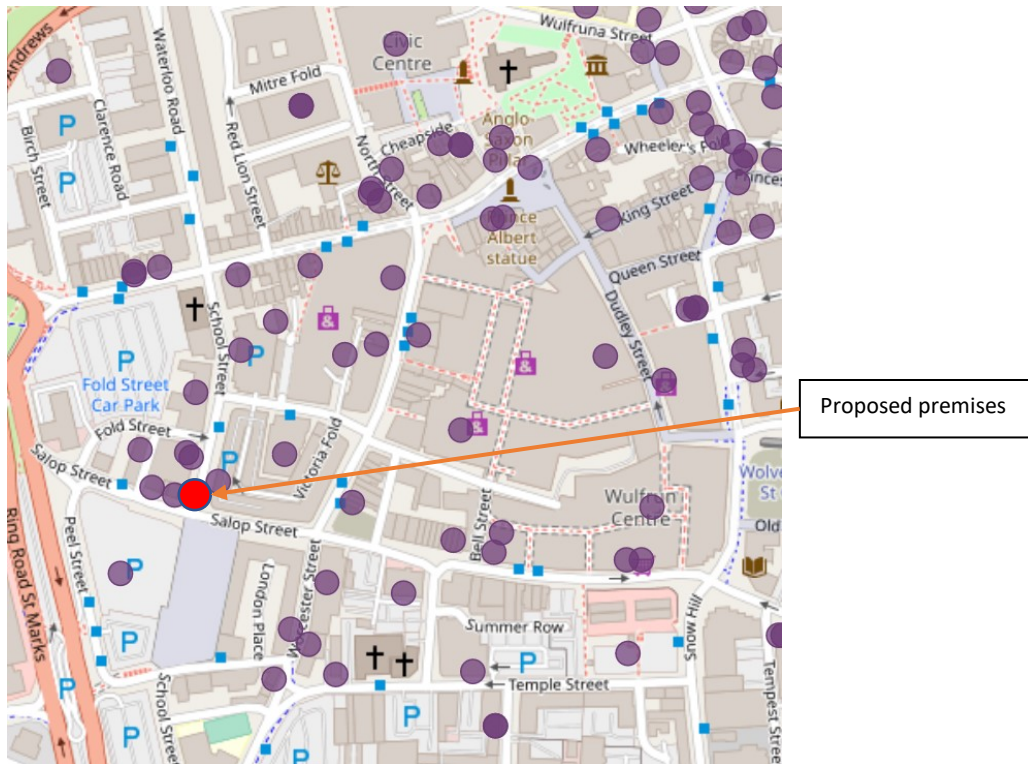 Wulfruna Street
Andrews
Civic
Centre
Waterloo Road
Mitre Fold
P
Clarence Road
Anglo
Saxon
Pillar
Birch Street
Red Lion Street
North Street
Cheapside
Wheeler's Fold
P
Princes
King Street
Prince
Albert
statue
Queen Street
Dudley Street
School Street
&
P
P
&
&
Fold Street
Car Park
Proposed premises
Fold Street
P
Victoria Fold
Salop Street
Wolve
St
Wulfrun
Centre
Old
Salop Street
Bell Street
Peel Street
P
London Place
Ring Road St Marks
Summer Row
Snow Hill
P
P
Temple Street
Tempest Street
School Street
P
P
P
P